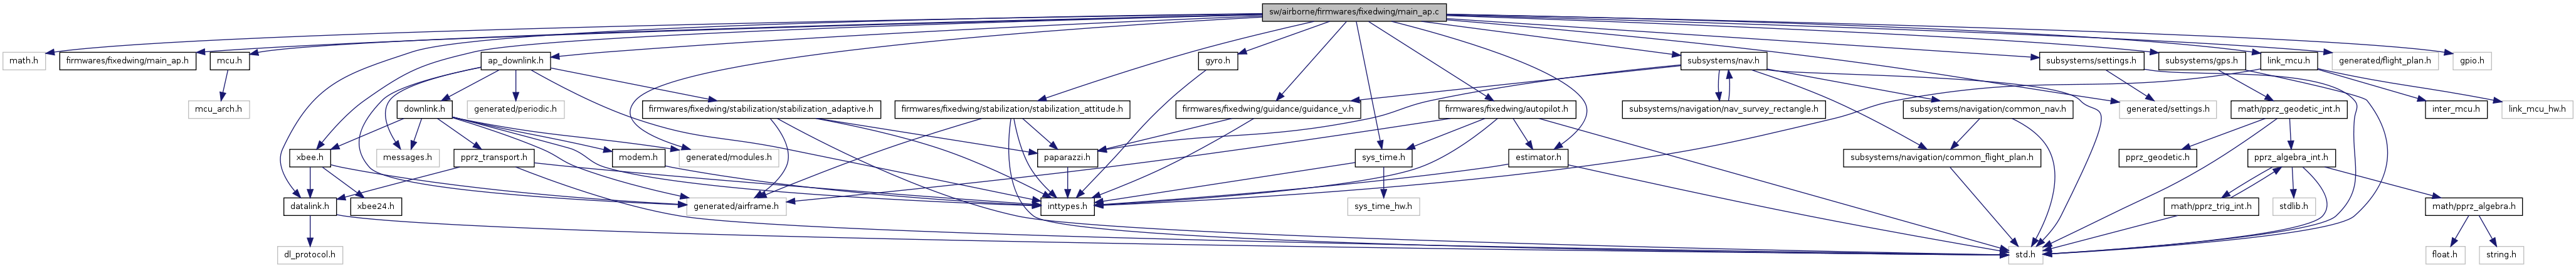 sw/airborne/firmwares/fixedwing/main_ap.c
math.h
firmwares/fixedwing/main_ap.h
mcu.h
ap_downlink.h
gyro.h
subsystems/nav.h
subsystems/settings.h
subsystems/gps.h
link_mcu.h
generated/flight_plan.h
gpio.h
mcu_arch.h
downlink.h
generated/periodic.h
firmwares/fixedwing/stabilization/stabilization_adaptive.h
firmwares/fixedwing/stabilization/stabilization_attitude.h
firmwares/fixedwing/guidance/guidance_v.h
firmwares/fixedwing/autopilot.h
subsystems/navigation/nav_survey_rectangle.h
subsystems/navigation/common_nav.h
generated/settings.h
math/pprz_geodetic_int.h
inter_mcu.h
link_mcu_hw.h
xbee.h
messages.h
pprz_transport.h
modem.h
generated/modules.h
paparazzi.h
sys_time.h
estimator.h
subsystems/navigation/common_flight_plan.h
pprz_geodetic.h
pprz_algebra_int.h
datalink.h
xbee24.h
generated/airframe.h
inttypes.h
sys_time_hw.h
math/pprz_trig_int.h
stdlib.h
math/pprz_algebra.h
dl_protocol.h
std.h
float.h
string.h